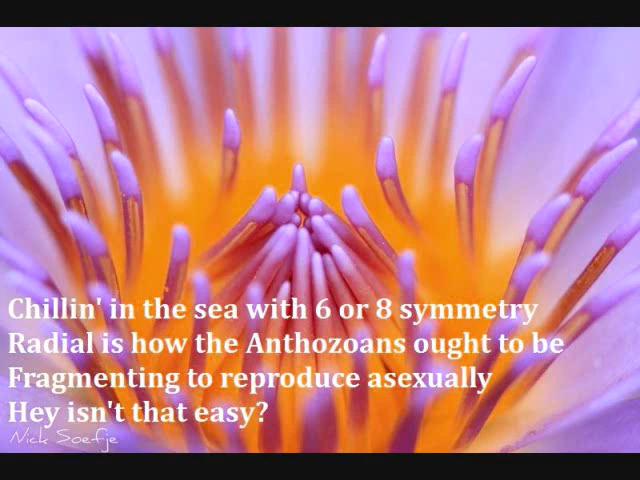 Chillin' in the sea with 6 or 8 symmetry
Radial is how the Anthozoans ought to be
Fragmenting to reproduce asexually
Hey isn't that easy?
Nick Soefje